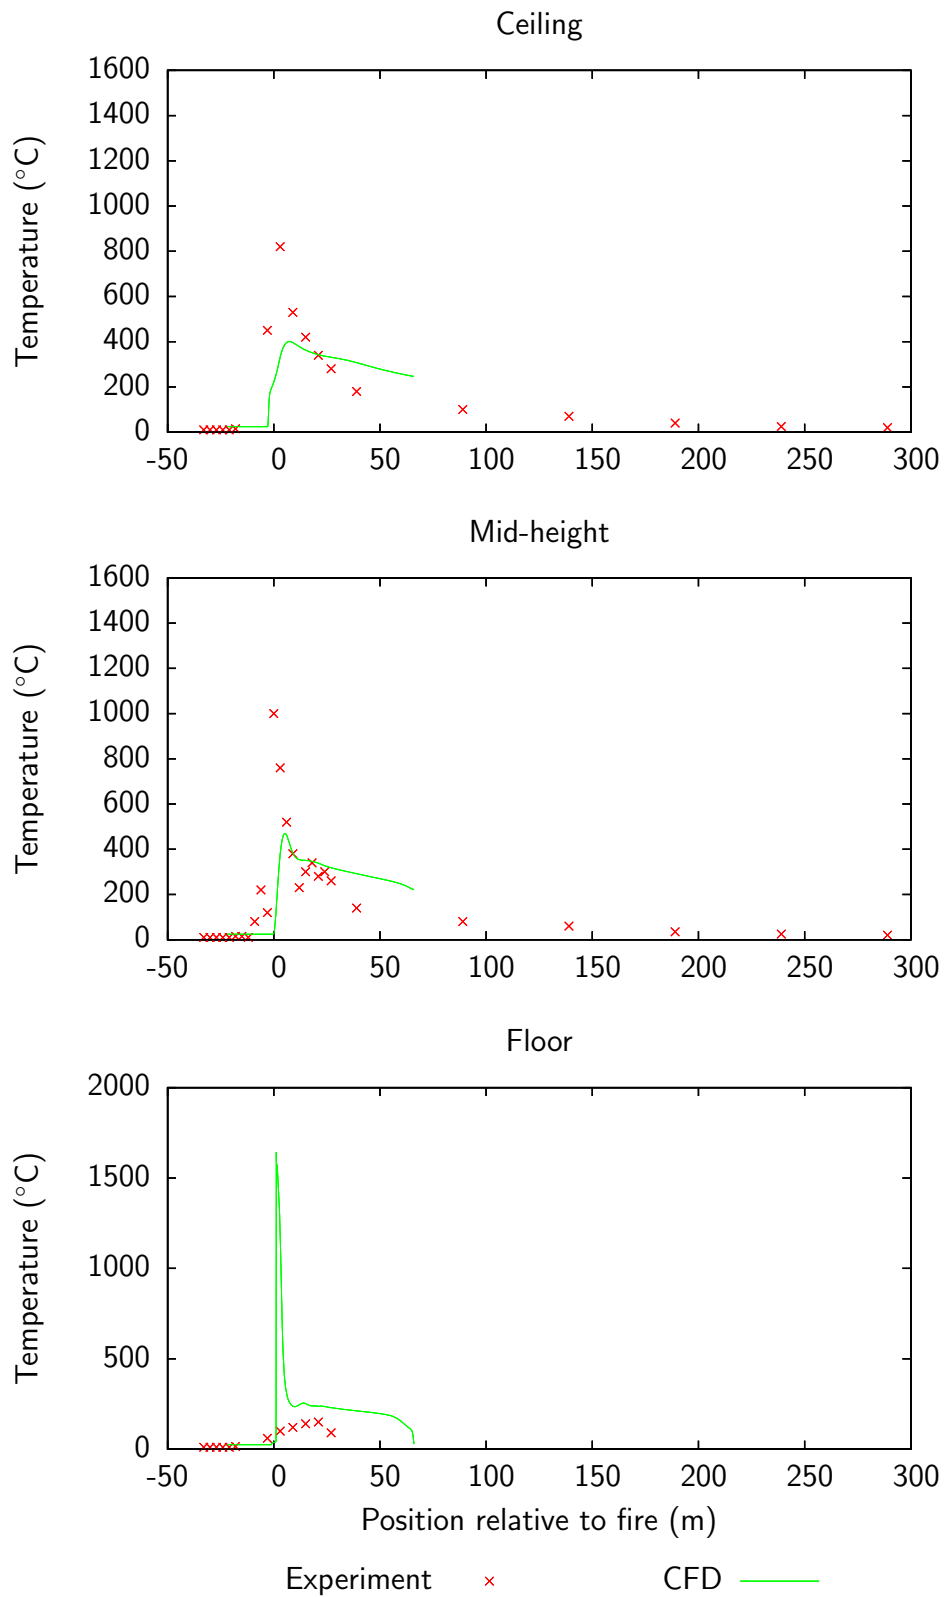 Ceiling
Temperature (°C)
1600
1400
1200
1000
800
600
400
200
0
-50 0 50 100 150 200 250 300
Mid-height
Temperature (°C)
1600
1400
1200
1000
800
600
400
200
0
-50 0 50 100 150 200 250 300
Floor
Temperature (°C)
2000
1500
1000
500
0
-50 0 50 100 150 200 250 300
Position relative to fire (m)
Experiment CFD